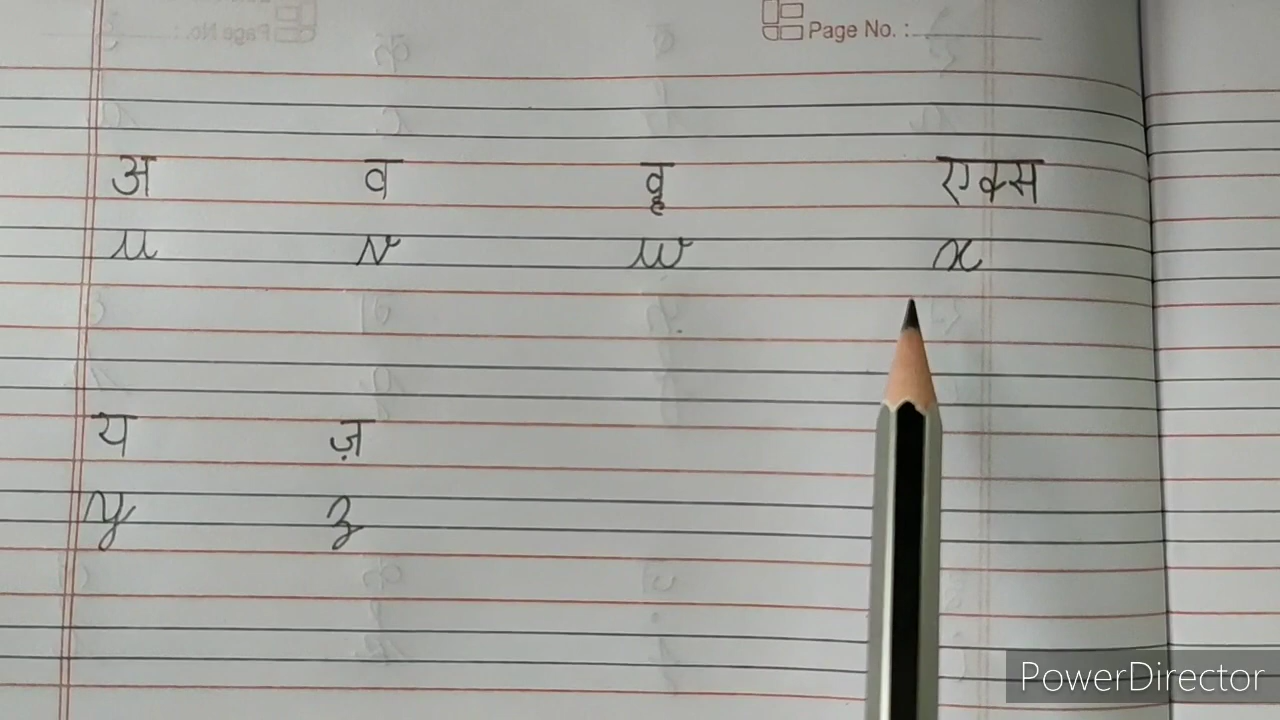 Page No. :
अ व वू एक्स
u v w x
य ज़
y z
PowerDirector